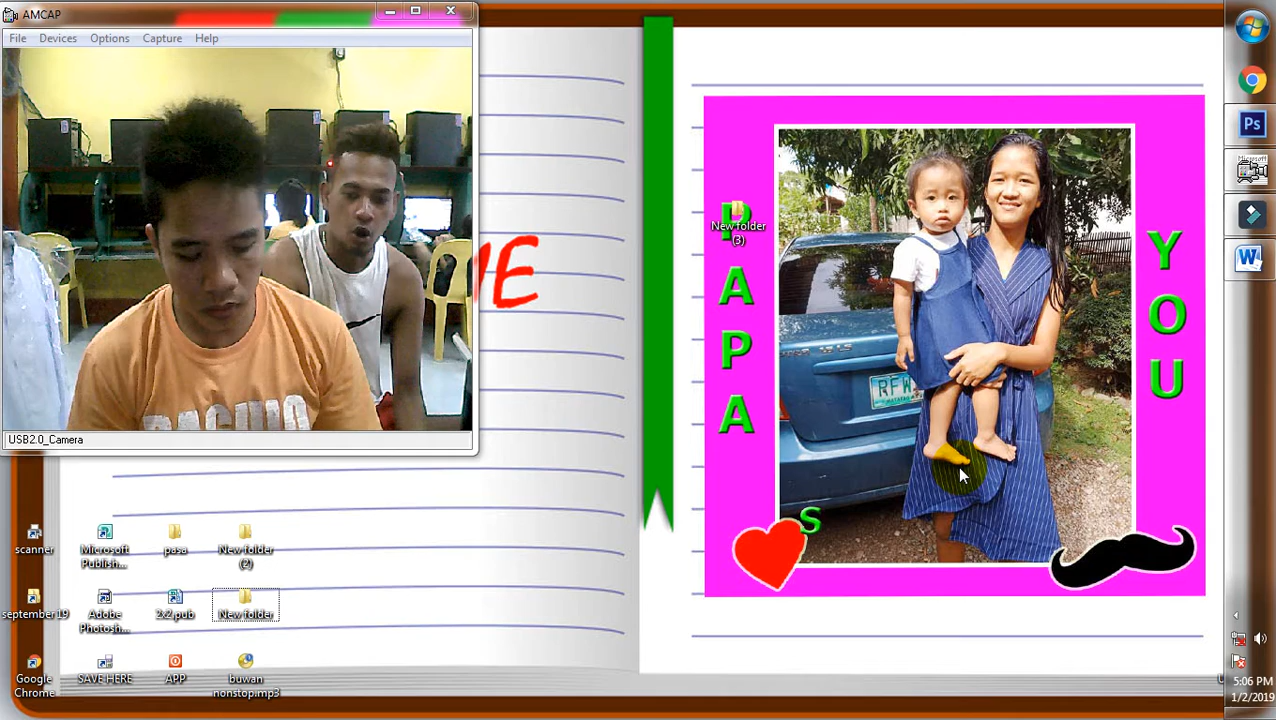 AMCAP
File Devices Options Capture Help
USB2.0_Camera
New folder
(3)
P
A
P
A
S
Y
O
U
scanner
Microsoft
Publish...
pasa
New folder
(2)
september19
Adobe
Photosh...
2x2.pub
New folder
Google
Chrome
SAVE HERE
APP
buwan
nonstop.mp3
Ps
W
5:06 PM
1/2/2019